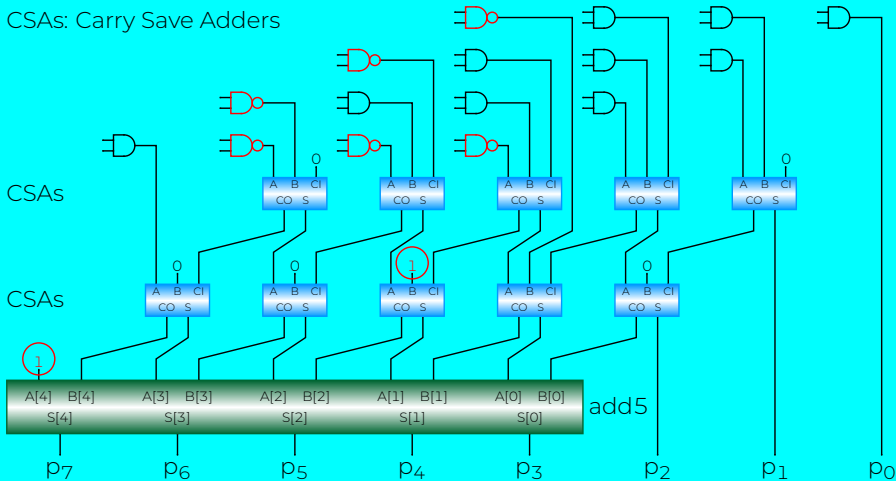 CSAs: Carry Save Adders
0 0
A B CI A B CI A B CI A B CI A B CI
CSAs
CO S CO S CO S CO S CO S
0 0 1 0
A B CI A B CI A B CI A B CI A B CI
CSAs
CO S CO S CO S CO S CO S
1
A[4] B[4] A[3] B[3] A[2] B[2] A[1] B[1] A[0] B[0]
add5
S[4] S[3] S[2] S[1] S[0]
p7 p6 p5 p4 p3 p2 p1 p0